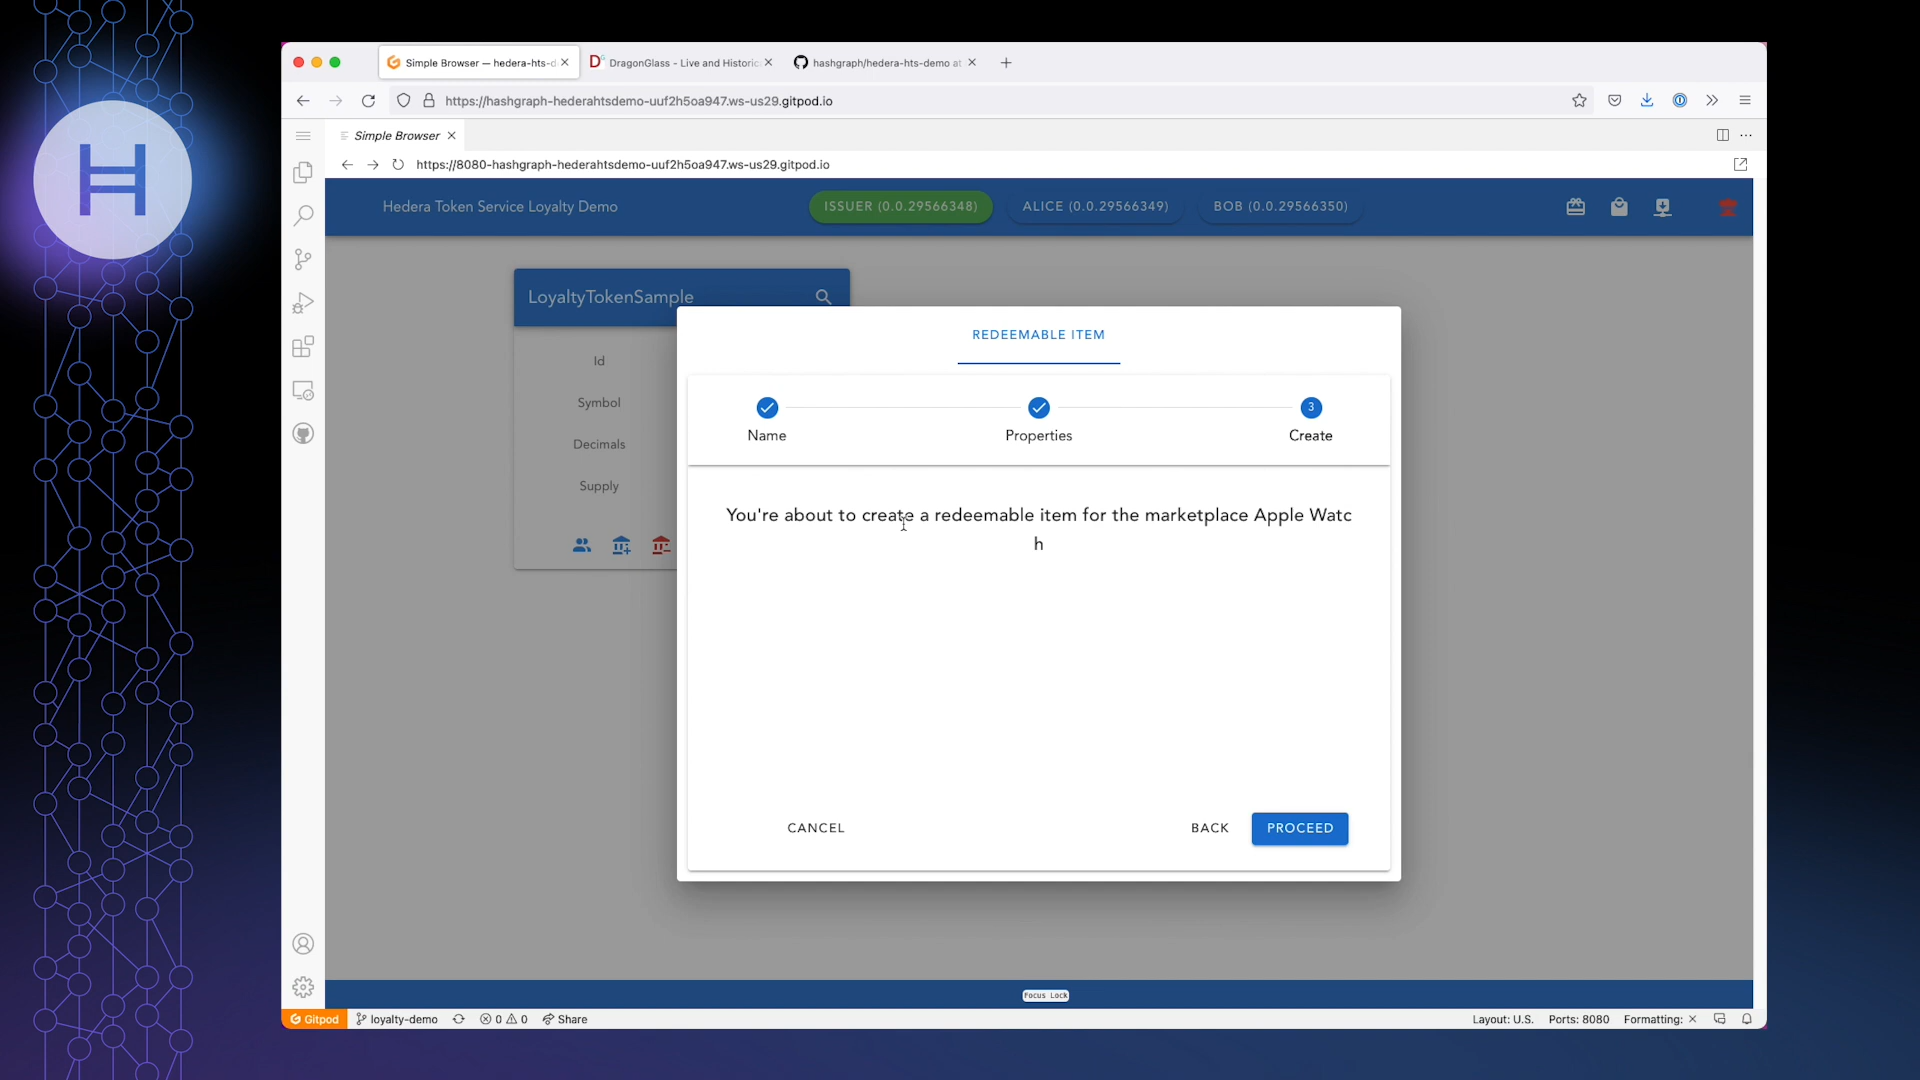 Simple Browser — hedera-hts-d
DragonGlass - Live and Historic
hashgraph/hedera-hts-demo at
https://hashgraph-hederahtsdemo-uuf2h5oa947.ws-us29.gitpod.io
Simple Browser
https://8080-hashgraph-hederahtsdemo-uuf2h5oa947.ws-us29.gitpod.io
Hedera Token Service Loyalty Demo
ISSUER (0.0.29566348)
ALICE (0.0.29566349)
BOB (0.0.29566350)
LoyaltyTokenSample
Id
Symbol
Decimals
Supply
REDEEMABLE ITEM
3
Name
Properties
Create
You're about to create a redeemable item for the marketplace Apple Watc
h
CANCEL
BACK
PROCEED
Focus Lock
Gitpod
loyalty-demo
0
0
Share
Layout: U.S.
Ports: 8080
Formatting: ×